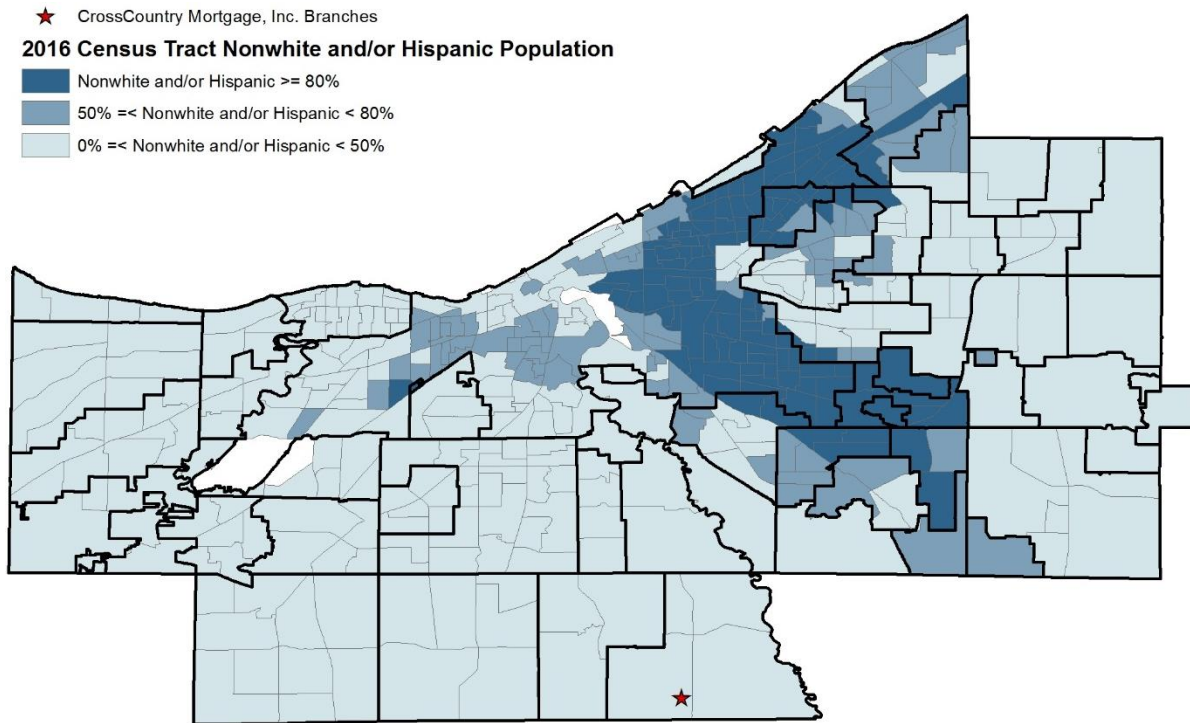 CrossCountry Mortgage, Inc. Branches
2016 Census Tract Nonwhite and/or Hispanic Population
Nonwhite and/or Hispanic >= 80%
50% =< Nonwhite and/or Hispanic < 80%
0% =< Nonwhite and/or Hispanic < 50%